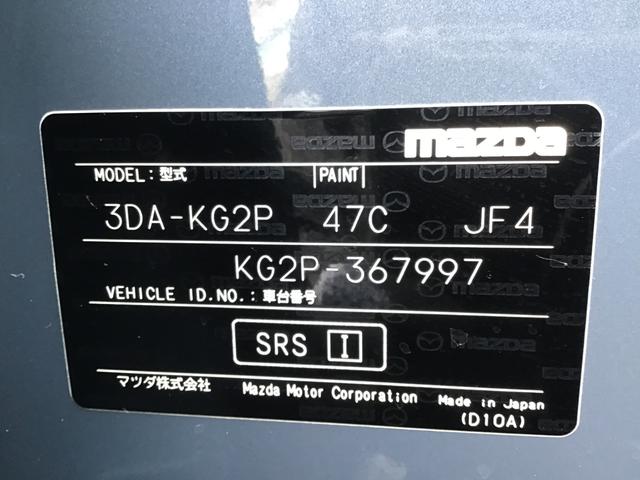 mazda
MODEL:型式 PAINT
3DA-KG2P 47C JF4
KG2P-367997
VEHICLE ID.NO.:車台番号
SRS I
マツダ株式会社 Mazda Motor Corporation Made in Japan
(D10A)